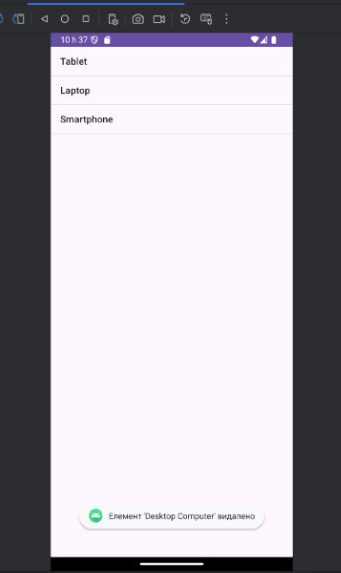 10 h 37
Tablet
Laptop
Smartphone
Елемент 'Desktop Computer' видалено